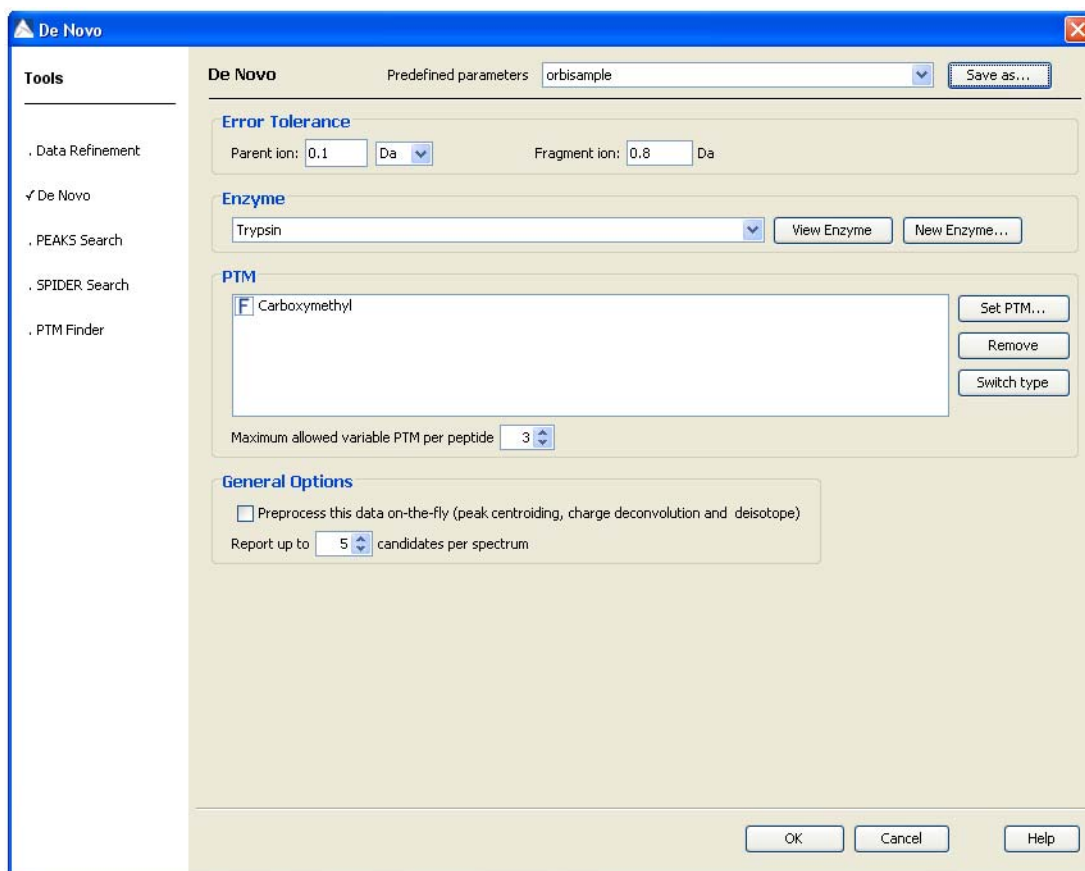 De Novo
Tools
De Novo Predefined parameters orbisample Save as...
Error Tolerance
. Data Refinement
Parent ion: 0.1 Da Fragment ion: 0.8 Da
✓ De Novo
Enzyme
Trypsin View Enzyme New Enzyme...
. PEAKS Search
PTM
. SPIDER Search
F Carboxymethyl Set PTM...
. PTM Finder
Remove
Switch type
Maximum allowed variable PTM per peptide 3
General Options
Preprocess this data on-the-fly (peak centroiding, charge deconvolution and deisotope)
Report up to 5 candidates per spectrum
OK Cancel Help